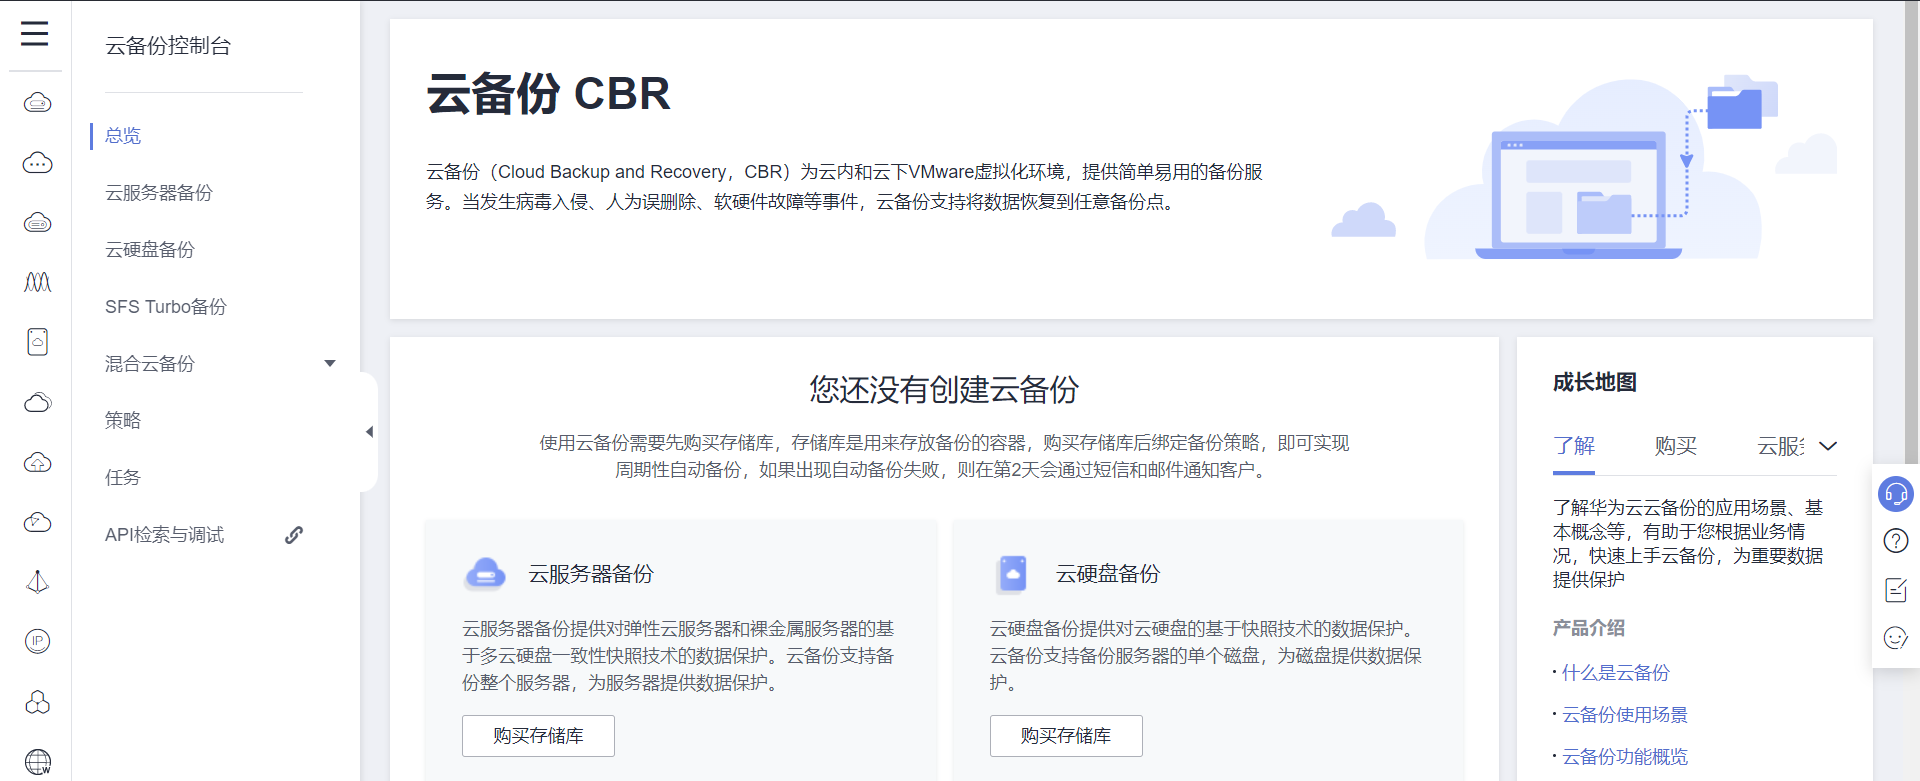 云备份控制台
总览
云服务器备份
云硬盘备份
SFS Turbo备份
混合云备份
策略
任务
API检索与调试
云备份 CBR
云备份（Cloud Backup and Recovery，CBR）为云内和云下VMware虚拟化环境，提供简单易用的备份服
务。当发生病毒入侵、人为误删除、软硬件故障等事件，云备份支持将数据恢复到任意备份点。
您还没有创建云备份
使用云备份需要先购买存储库，存储库是用来存放备份的容器，购买存储库后绑定备份策略，即可实现
周期性自动备份，如果出现自动备份失败，则在第2天会通过短信和邮件通知客户。
云服务器备份
云服务器备份提供对弹性云服务器和裸金属服务器的基
于多云硬盘一致性快照技术的数据保护。云备份支持备
份整个服务器，为服务器提供数据保护。
购买存储库
云硬盘备份
云硬盘备份提供对云硬盘的基于快照技术的数据保护。
云备份支持备份服务器的单个磁盘，为磁盘提供数据保
护。
购买存储库
成长地图
了解 购买 云服
了解华为云云备份的应用场景、基
本概念等，有助于您根据业务情
况，快速上手云备份，为重要数据
提供保护
产品介绍
· 什么是云备份
· 云备份使用场景
· 云备份功能概览
IP
W